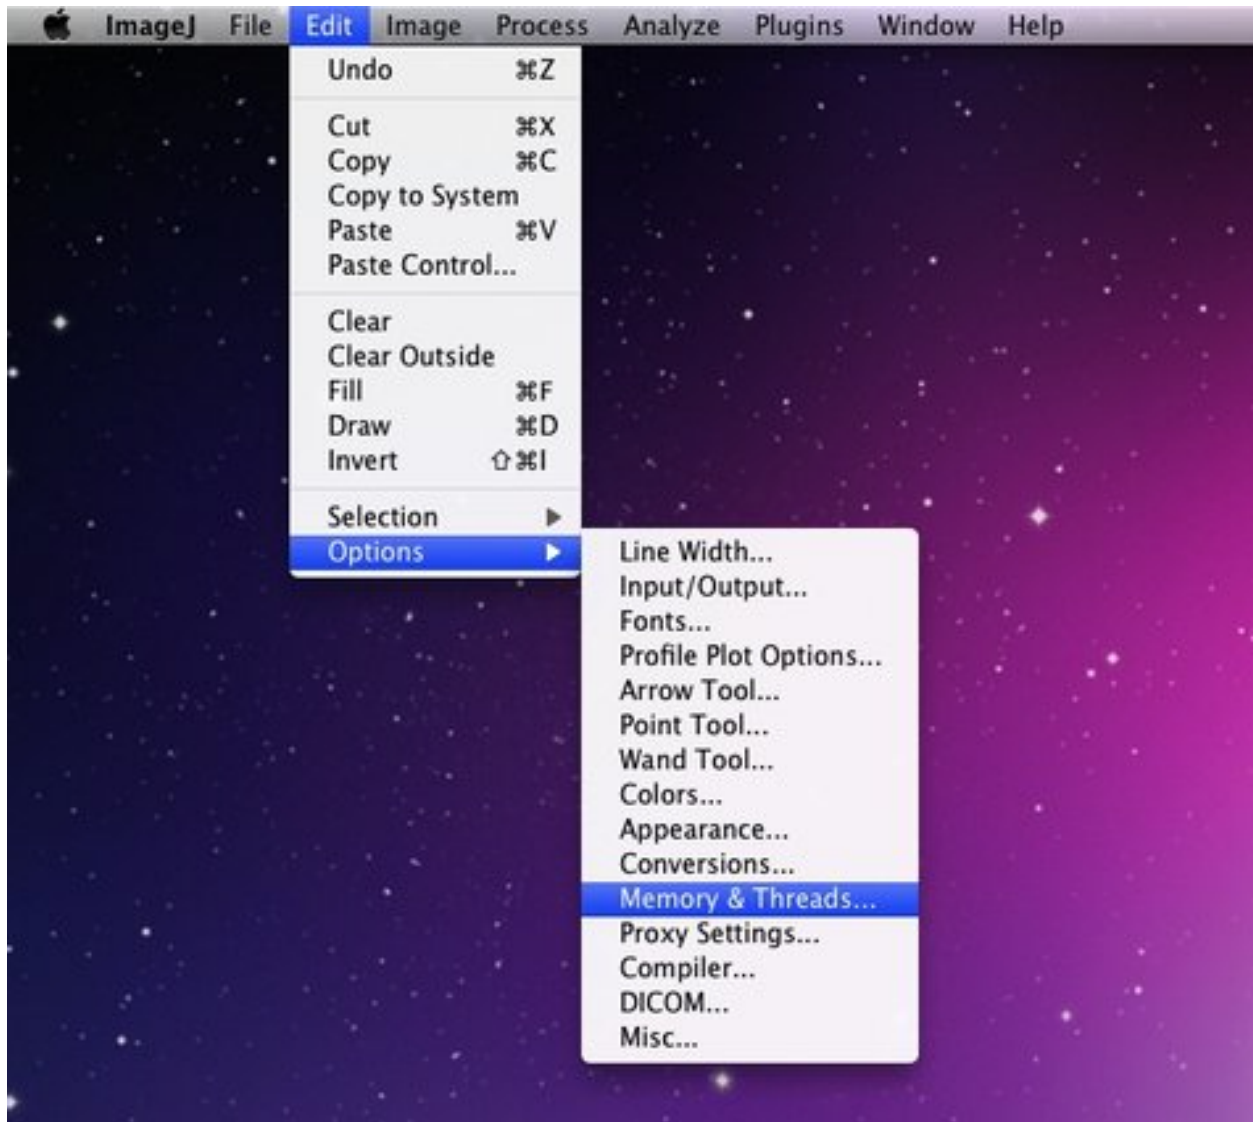 ImageJ File Edit Image Process Analyze Plugins Window Help
Undo ⌘Z
Cut ⌘X
Copy ⌘C
Copy to System
Paste ⌘V
Paste Control...
Clear
Clear Outside
Fill ⌘F
Draw ⌘D
Invert ⇧⌘I
Selection ▶
Options ▶
Line Width...
Input/Output...
Fonts...
Profile Plot Options...
Arrow Tool...
Point Tool...
Wand Tool...
Colors...
Appearance...
Conversions...
Memory & Threads...
Proxy Settings...
Compiler...
DICOM...
Misc...